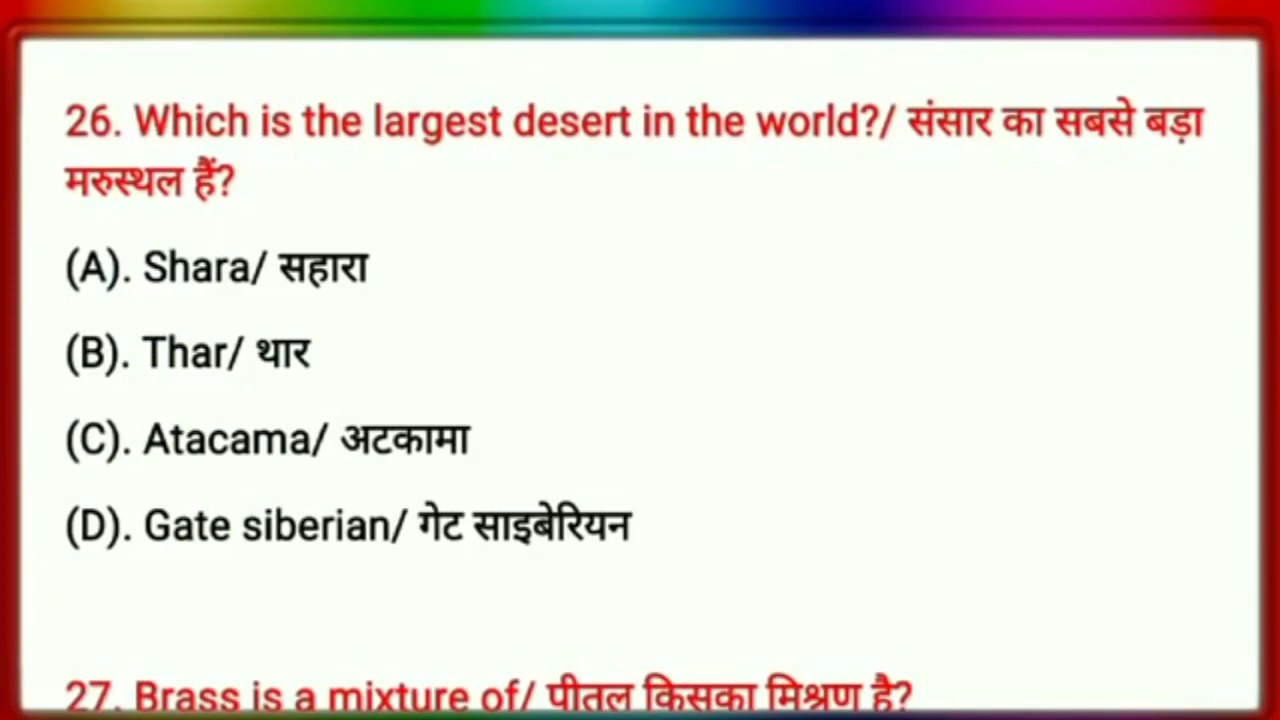 26. Which is the largest desert in the world?/ संसार का सबसे बड़ा
मरुस्थल हैं?
(A). Shara/ सहारा
(B). Thar/ थार
(C). Atacama/ अटकामा
(D). Gate siberian/ गेट साइबेरियन
27. Brass is a mixture of/ पीतल किसका मिश्रण है?